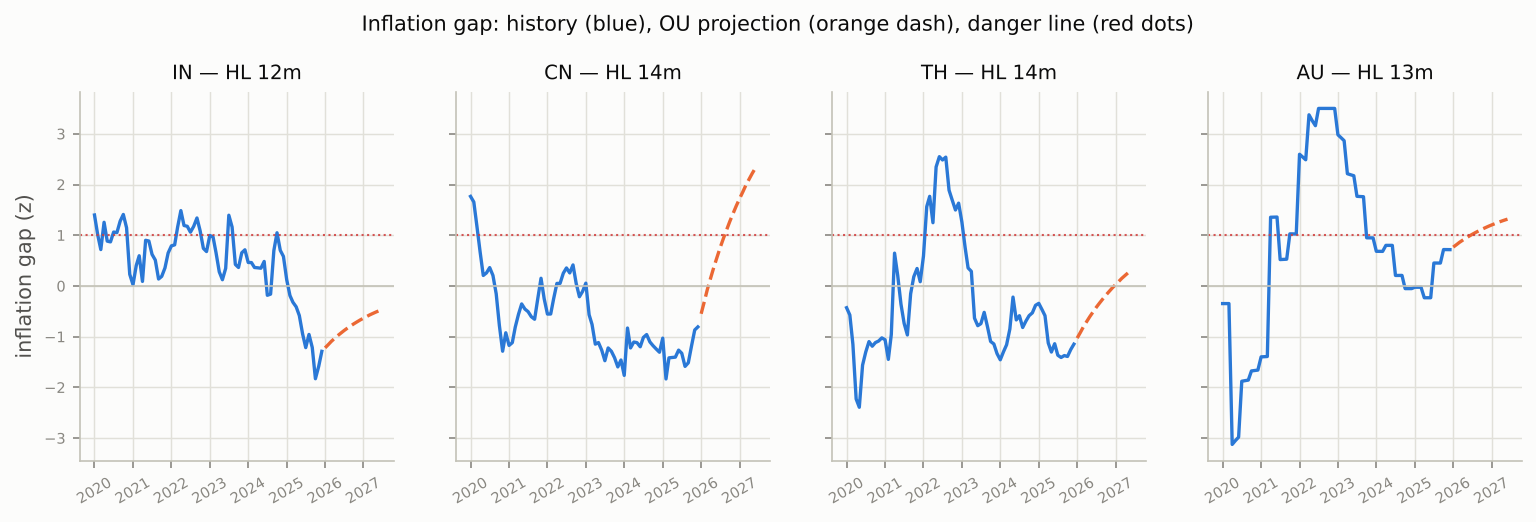 Inflation gap: history (blue), OU projection (orange dash), danger line (red dots)
IN — HL 12m
CN — HL 14m
TH — HL 14m
AU — HL 13m
inflation gap (z)
3
2
1
0
−1
−2
−3
2020 2021 2022 2023 2024 2025 2026 2027
2020 2021 2022 2023 2024 2025 2026 2027
2020 2021 2022 2023 2024 2025 2026 2027
2020 2021 2022 2023 2024 2025 2026 2027